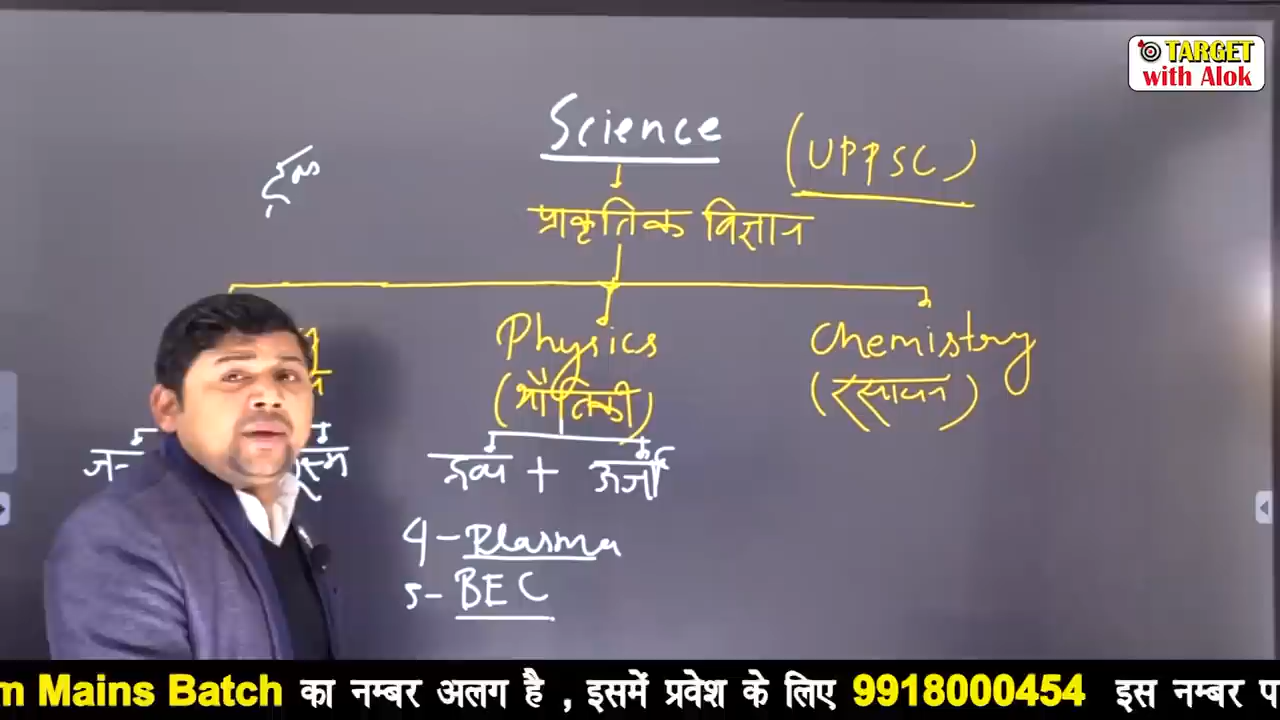 TARGET
with Alok
Science
(UPPSC)
प्राकृतिक विज्ञान
Physics
(भौतिकी)
Chemistry
(रसायन)
द्रव्य + ऊर्जा
4- Plasma
5- BEC
m Mains Batch का नम्बर अलग है , इसमें प्रवेश के लिए 9918000454 इस नम्बर प